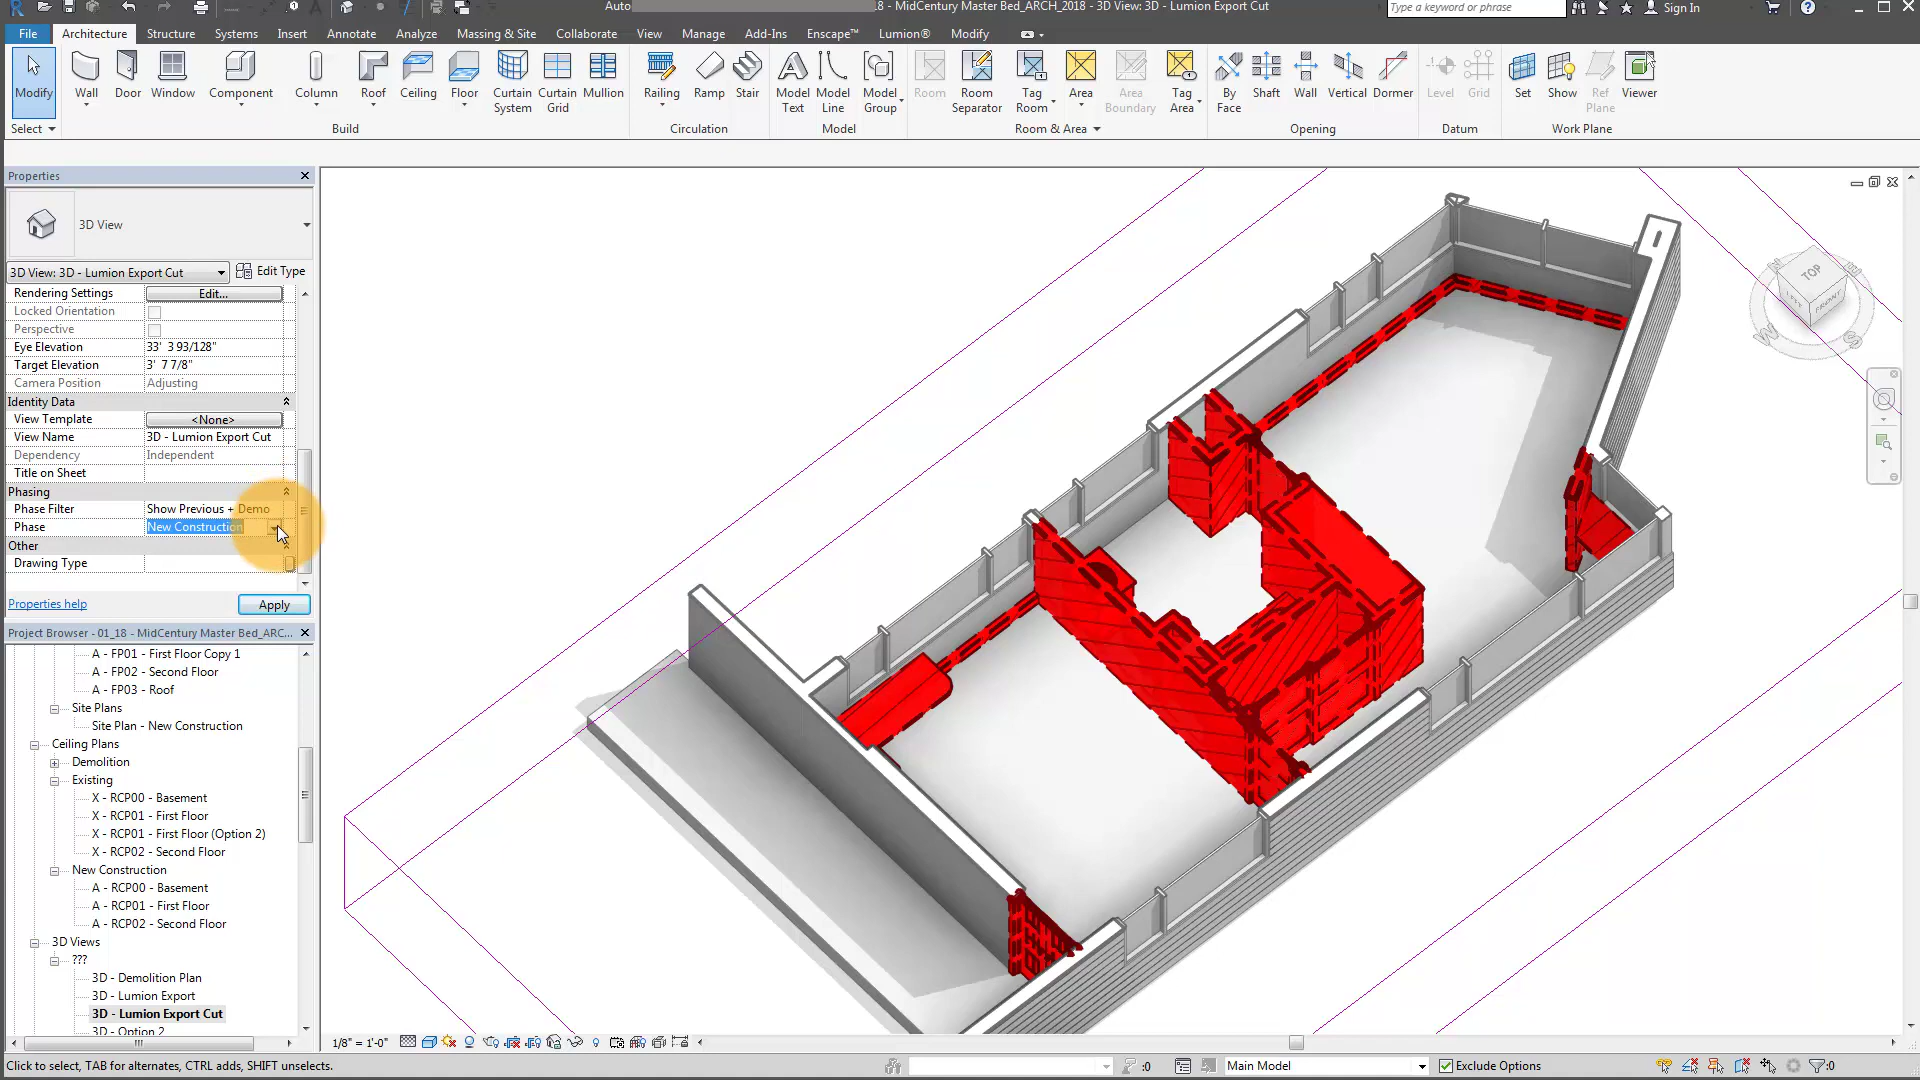 Auto 18 - MidCentury Master Bed_ARCH_2018 - 3D View: 3D - Lumion Export Cut
Type a keyword or phrase
Sign In
File Architecture Structure Systems Insert Annotate Analyze Massing & Site Collaborate View Manage Add-Ins Enscape™ Lumion® Modify
Modify Wall Door Window Component Column Roof Ceiling Floor Curtain System Curtain Grid Mullion Railing Ramp Stair Model Text Model Line Model Group Room Room Separator Tag Room Area Area Boundary Tag Area By Face Shaft Wall Vertical Dormer Level Grid Set Show Ref Plane Viewer
Select Build Circulation Model Room & Area Opening Datum Work Plane
Properties
3D View
3D View: 3D - Lumion Export Cut Edit Type
Rendering Settings Edit...
Locked Orientation
Perspective
Eye Elevation 33' 3 93/128"
Target Elevation 3' 7 7/8"
Camera Position Adjusting
Identity Data
View Template <None>
View Name 3D - Lumion Export Cut
Dependency Independent
Title on Sheet
Phasing
Phase Filter Show Previous + Demo
Phase New Construction
Other
Drawing Type
Properties help Apply
Project Browser - 01_18 - MidCentury Master Bed_ARC...
A - FP01 - First Floor Copy 1
A - FP02 - Second Floor
A - FP03 - Roof
Site Plans
Site Plan - New Construction
Ceiling Plans
Demolition
Existing
X - RCP00 - Basement
X - RCP01 - First Floor
X - RCP01 - First Floor (Option 2)
X - RCP02 - Second Floor
New Construction
A - RCP00 - Basement
A - RCP01 - First Floor
A - RCP02 - Second Floor
3D Views
???
3D - Demolition Plan
3D - Lumion Export
3D - Lumion Export Cut
3D - Option 2
TOP
LEFT FRONT
W S
1/8" = 1'-0"
Click to select, TAB for alternates, CTRL adds, SHIFT unselects.
:0 Main Model Exclude Options :0